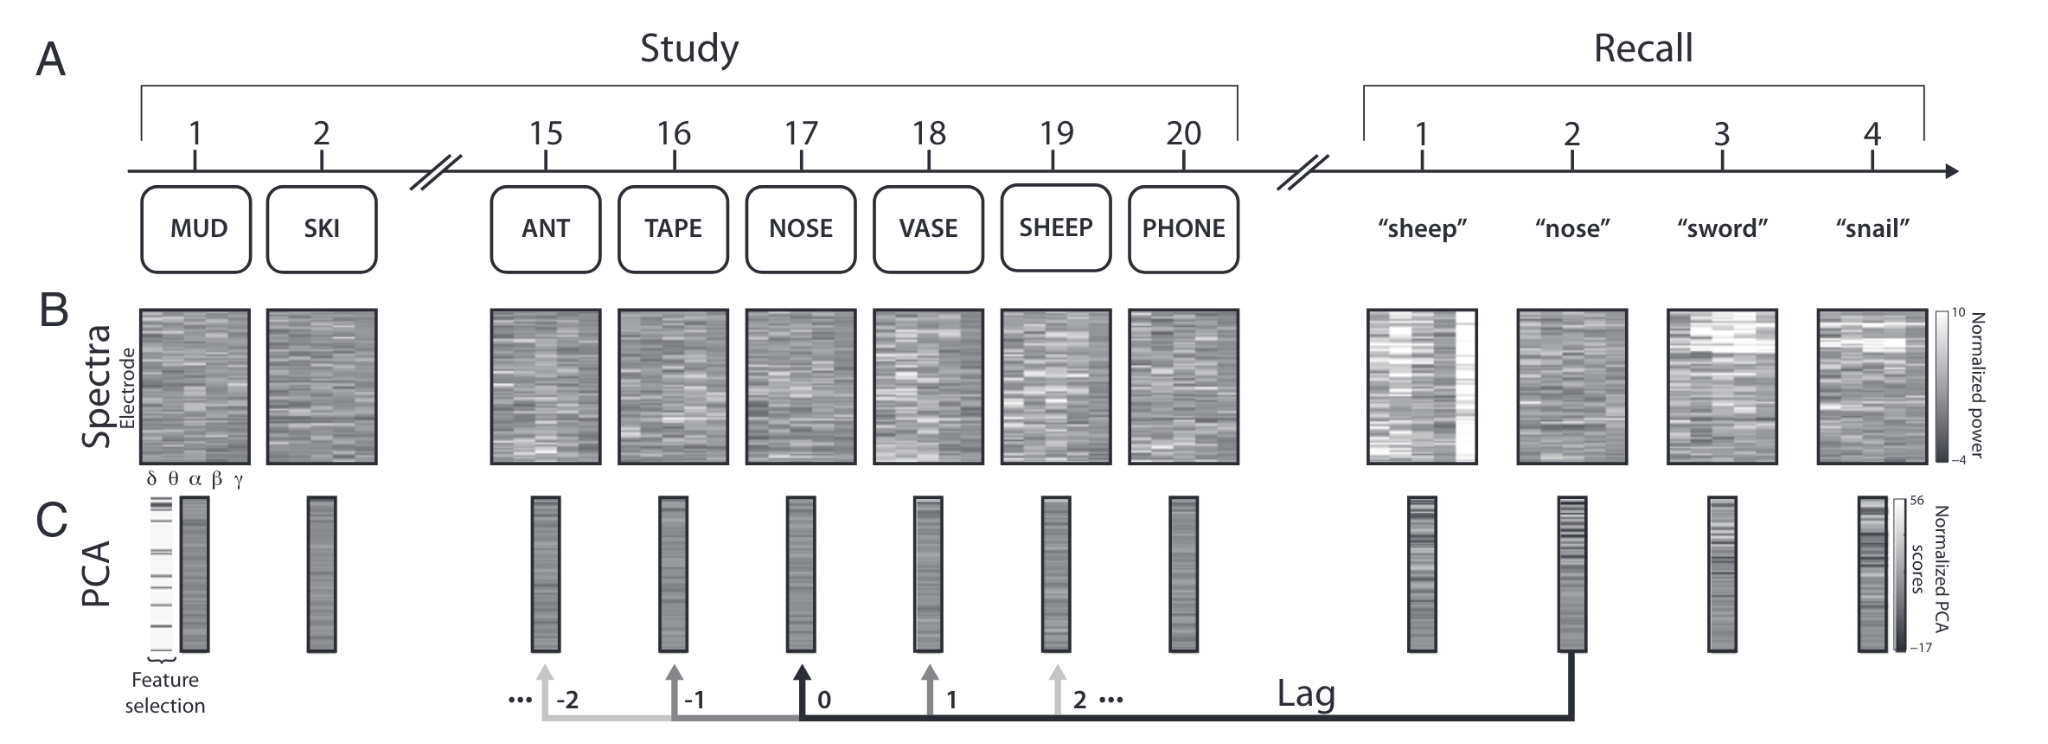 A
Study
Recall
1 2 15 16 17 18 19 20 1 2 3 4
MUD SKI ANT TAPE NOSE VASE SHEEP PHONE “sheep” “nose” “sword” “snail”
B
Spectra
Electrode
δ θ α β γ
10
Normalized power
−4
C
PCA
Feature
selection
56
Normalized PCA
scores
−17
••• -2 -1 0 1 2 •••
Lag